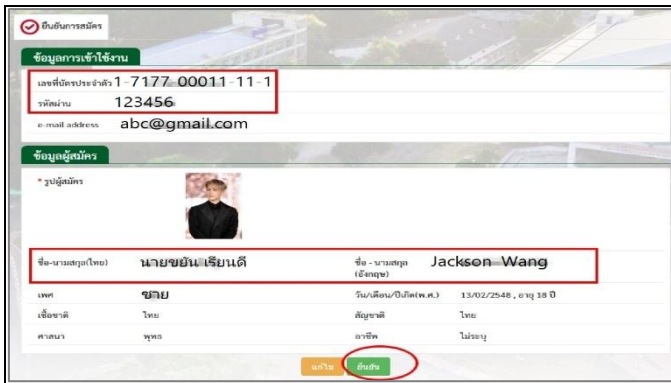 ยืนยันการสมัคร
ข้อมูลการเข้าใช้งาน
เลขที่บัตรประจำตัว 1-7177-00011-11-1
รหัสผ่าน 123456
e-mail address abc@gmail.com
ข้อมูลผู้สมัคร
* รูปผู้สมัคร
ชื่อ-นามสกุล(ไทย) นายขยัน เรียนดี ชื่อ - นามสกุล (อังกฤษ) Jackson Wang
เพศ ชาย วัน/เดือน/ปีเกิด(พ.ศ.) 13/02/2548 , อายุ 18 ปี
เชื้อชาติ ไทย สัญชาติ ไทย
ศาสนา พุทธ อาชีพ ไม่ระบุ
แก้ไข ยืนยัน